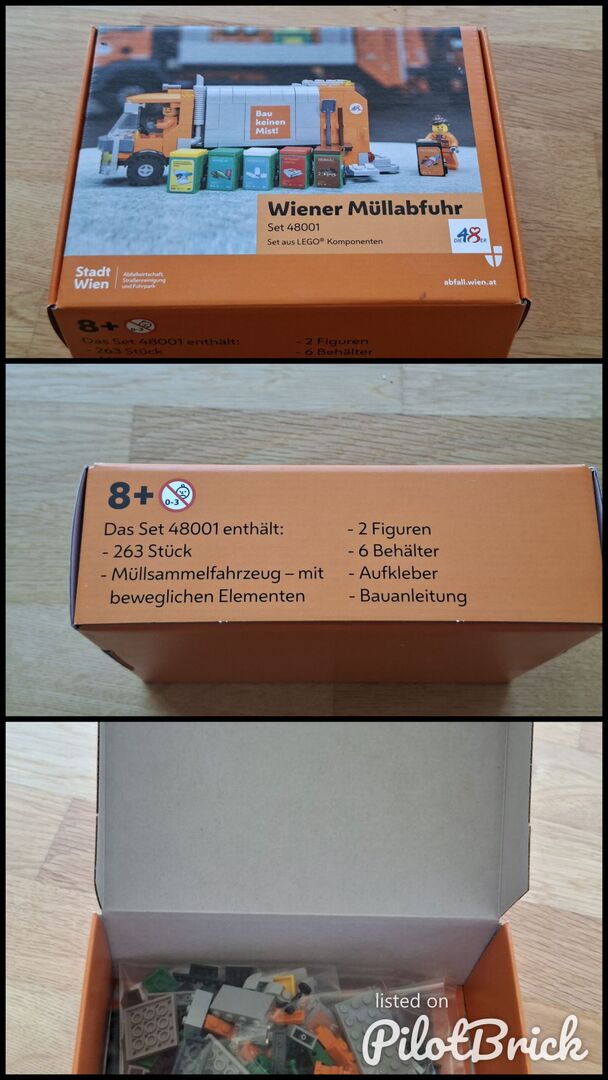 Bau
keinen
Mist!
Wiener Müllabfuhr
Set 48001
Set aus LEGO® Komponenten
DIE 48ER
Stadt
Wien
Abfallwirtschaft,
Straßenreinigung
und Fuhrpark
abfall.wien.at
8+ 0-3
Das Set 48001 enthält:
- 263 Stück
- 2 Figuren
- 6 Behälter
8+ 0-3
Das Set 48001 enthält:
- 263 Stück
- Müllsammelfahrzeug – mit
beweglichen Elementen
- 2 Figuren
- 6 Behälter
- Aufkleber
- Bauanleitung
listed on
PilotBrick